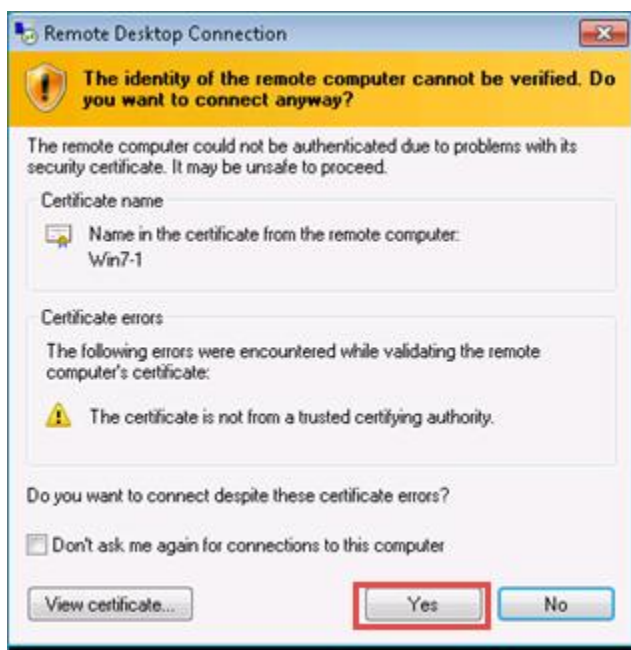 Remote Desktop Connection
The identity of the remote computer cannot be verified. Do
you want to connect anyway?
The remote computer could not be authenticated due to problems with its
security certificate. It may be unsafe to proceed.
Certificate name
Name in the certificate from the remote computer:
Win7-1
Certificate errors
The following errors were encountered while validating the remote
computer's certificate:
The certificate is not from a trusted certifying authority.
Do you want to connect despite these certificate errors?
Don't ask me again for connections to this computer
View certificate... Yes No